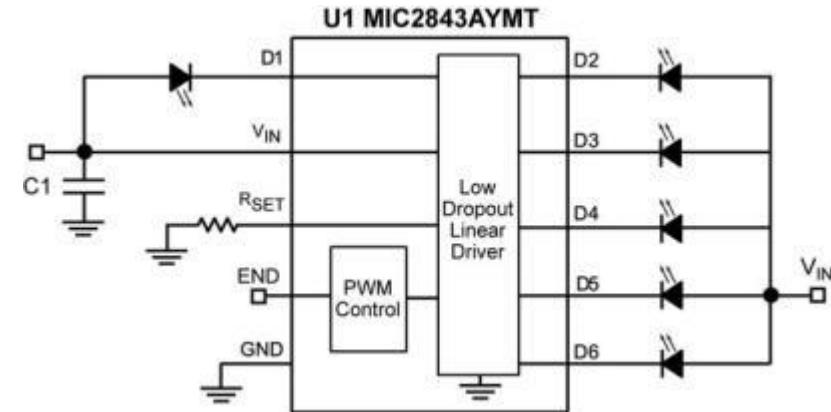 U1 MIC2843AYMT
D1
D2
VIN
D3
C1
Low
Dropout
Linear
Driver
RSET
D4
END
PWM
Control
D5
VIN
GND
D6